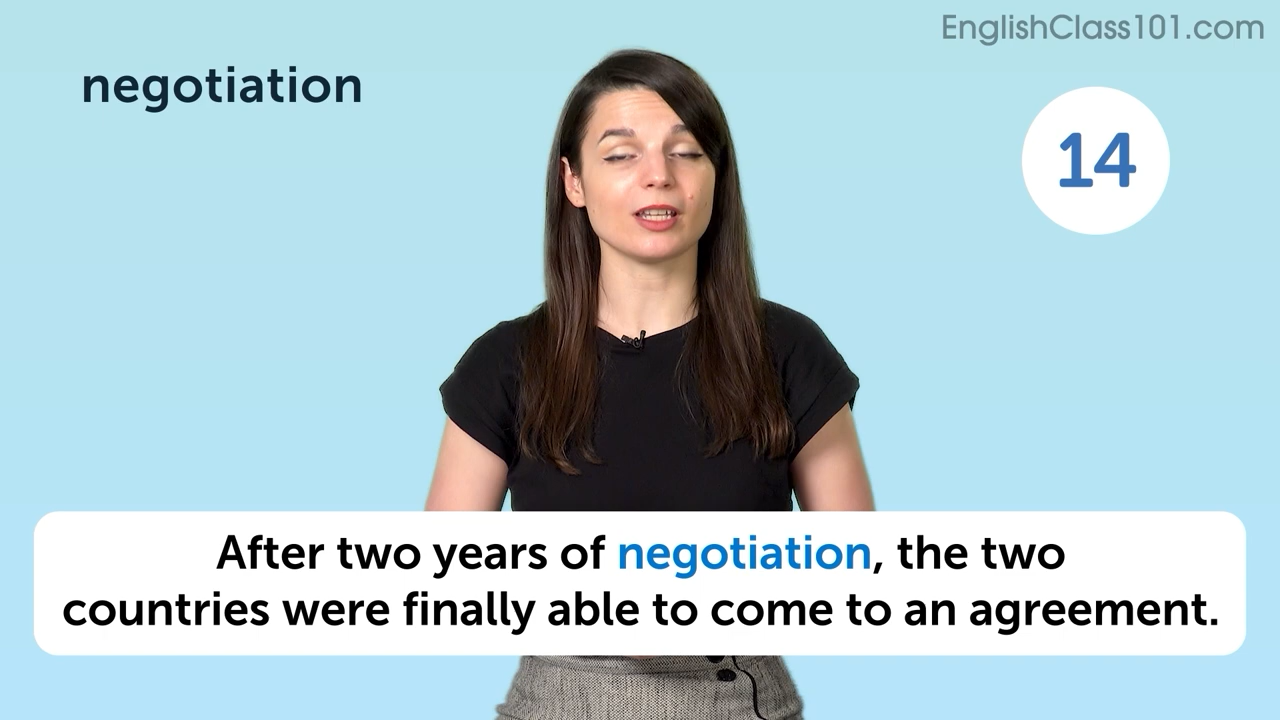 EnglishClass101.com
negotiation
14
After two years of negotiation, the two
countries were finally able to come to an agreement.